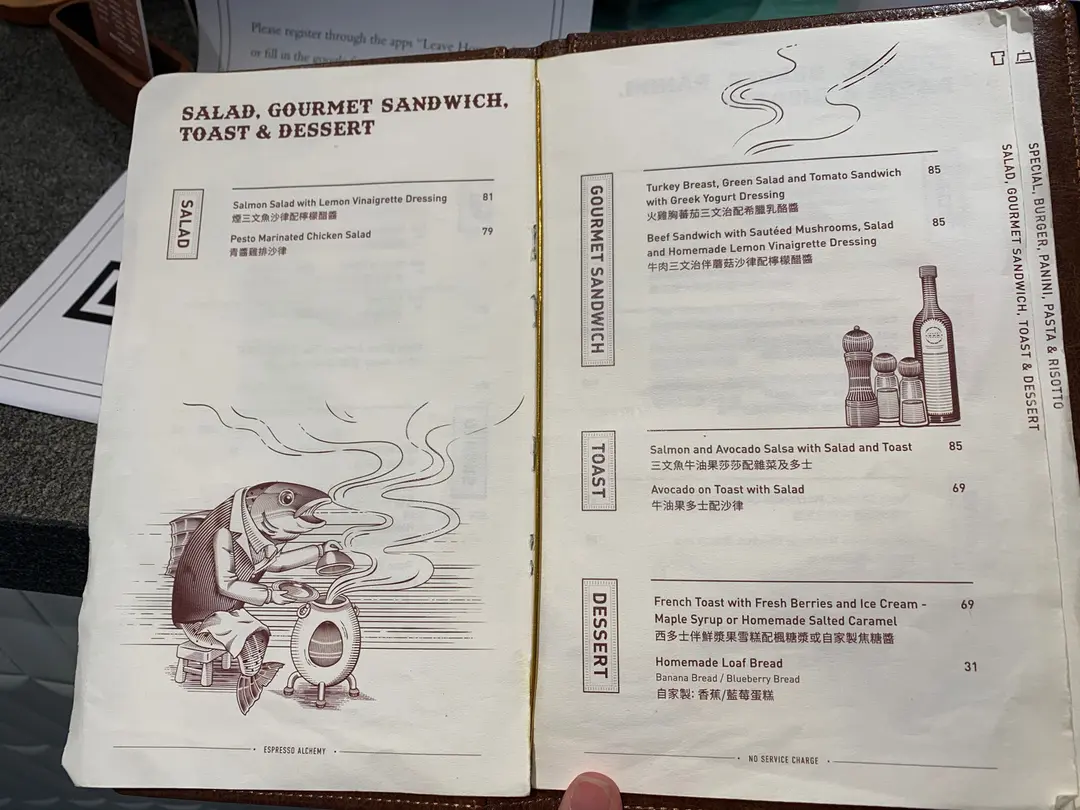 Please register through the apps "Leave Ho
or fill in the
SALAD, GOURMET SANDWICH,
TOAST & DESSERT
SALAD
Salmon Salad with Lemon Vinaigrette Dressing 81
煙三文魚沙律配檸檬醋醬
Pesto Marinated Chicken Salad 79
青醬雞排沙律
ESPRESSO ALCHEMY
GOURMET SANDWICH
Turkey Breast, Green Salad and Tomato Sandwich 85
with Greek Yogurt Dressing
火雞胸蕃茄三文治配希臘乳酪醬
Beef Sandwich with Sautéed Mushrooms, Salad 85
and Homemade Lemon Vinaigrette Dressing
牛肉三文治伴蘑菇沙律配檸檬醋醬
TOAST
Salmon and Avocado Salsa with Salad and Toast 85
三文魚牛油果莎莎配雜菜及多士
Avocado on Toast with Salad 69
牛油果多士配沙律
DESSERT
French Toast with Fresh Berries and Ice Cream - 69
Maple Syrup or Homemade Salted Caramel
西多士伴鮮漿果雪糕配楓糖漿或自家製焦糖醬
Homemade Loaf Bread 31
Banana Bread / Blueberry Bread
自家製: 香蕉/藍莓蛋糕
NO SERVICE CHARGE
SALAD, GOURMET SANDWICH, TOAST & DESSERT
SPECIAL, BURGER, PANINI, PASTA & RISOTTO